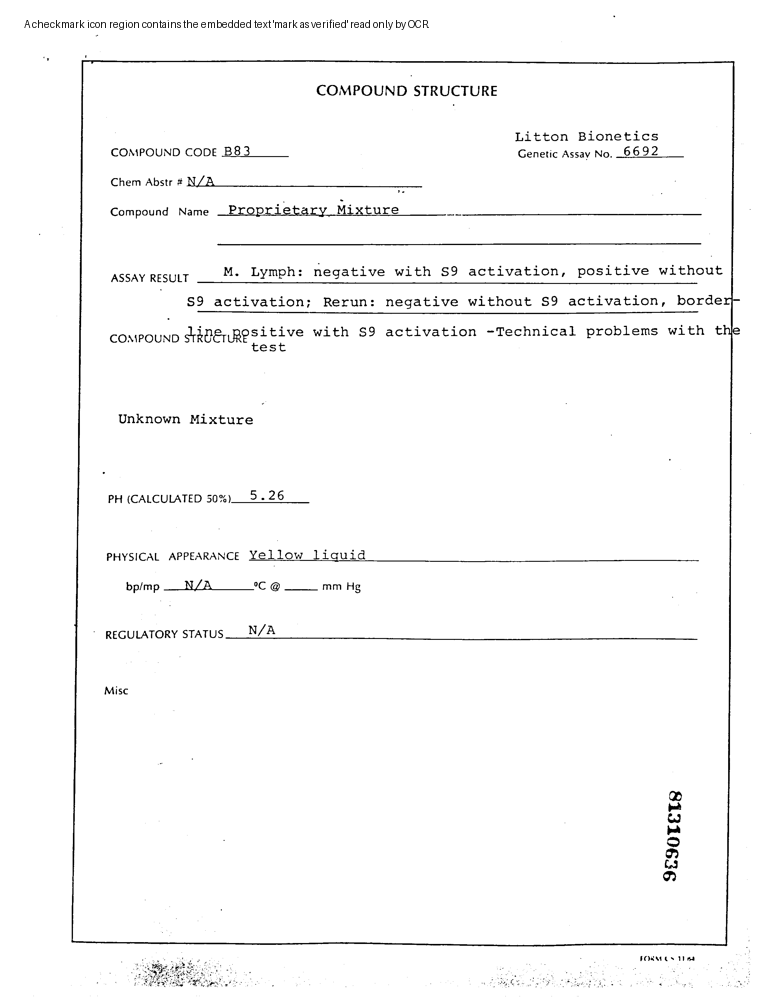 A checkmark icon region contains the embedded text 'mark as verified' read only by OCR.
COMPOUND STRUCTURE
Litton Bionetics
COMPOUND CODE B83
Genetic Assay No. 6692
Chem Abstr # N/A
Compound Name Proprietary Mixture
ASSAY RESULT M. Lymph: negative with S9 activation, positive without
S9 activation; Rerun: negative without S9 activation, border-
line positive with S9 activation -Technical problems with the
COMPOUND STRUCTURE
test
Unknown Mixture
PH (CALCULATED 50%) 5.26
PHYSICAL APPEARANCE Yellow liquid
bp/mp N/A °C @ mm Hg
REGULATORY STATUS N/A
Misc
81310636
FORM